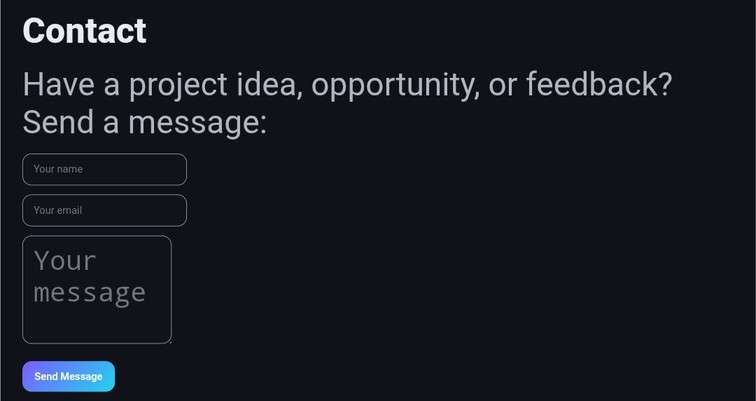 Contact
Have a project idea, opportunity, or feedback?
Send a message:
Your name
Your email
Your
message
Send Message